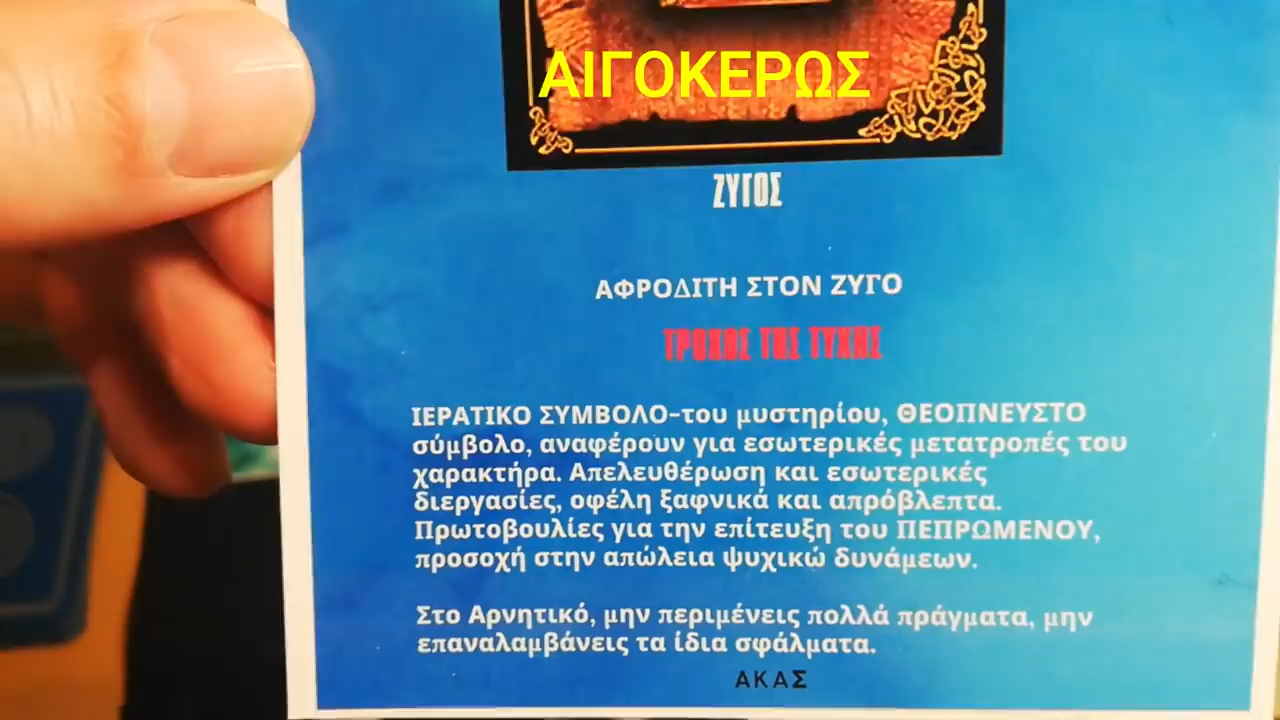 ΑΙΓΟΚΕΡΩΣ
ΖΥΓΟΣ
ΑΦΡΟΔΙΤΗ ΣΤΟΝ ΖΥΓΟ
ΤΡΟΧΟΣ ΤΗΣ ΤΥΧΗΣ
ΙΕΡΑΤΙΚΟ ΣΥΜΒΟΛΟ-του μυστηρίου, ΘΕΟΠΝΕΥΣΤΟ
σύμβολο, αναφέρουν για εσωτερικές μετατροπές του
χαρακτήρα. Απελευθέρωση και εσωτερικές
διεργασίες, οφέλη ξαφνικά και απρόβλεπτα.
Πρωτοβουλίες για την επίτευξη του ΠΕΠΡΩΜΕΝΟΥ,
προσοχή στην απώλεια ψυχικώ δυνάμεων.
Στο Αρνητικό, μην περιμένεις πολλά πράγματα, μην
επαναλαμβάνεις τα ίδια σφάλματα.
ΑΚΑΣ